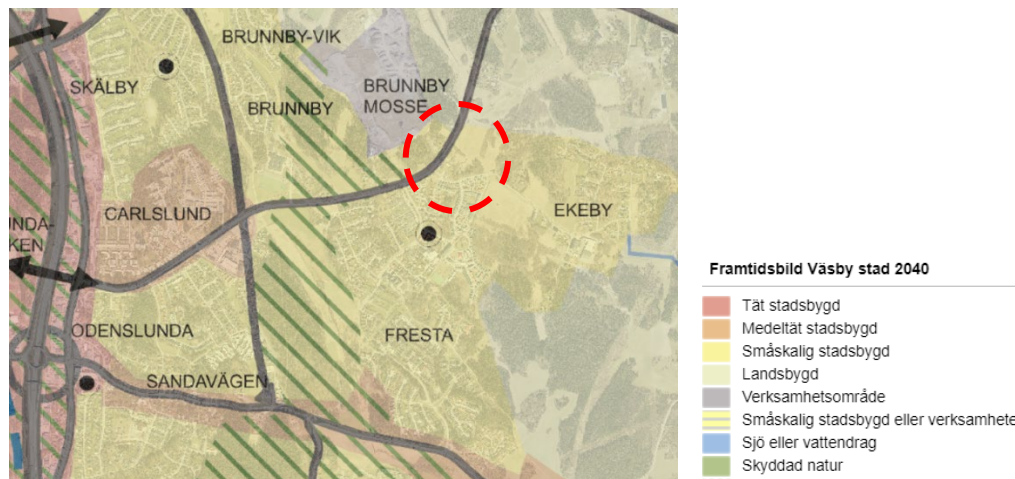 BRUNNBY-VIK
SKÄLBY
BRUNNBY
MOSSE
BRUNNBY
CARLSLUND
EKEBY
UNDA-
KEN
ODENSLUNDA
FRESTA
SANDAVÄGEN
Framtidsbild Väsby stad 2040
Tät stadsbygd
Medeltät stadsbygd
Småskalig stadsbygd
Landsbygd
Verksamhetsområde
Småskalig stadsbygd eller verksamhete
Sjö eller vattendrag
Skyddad natur